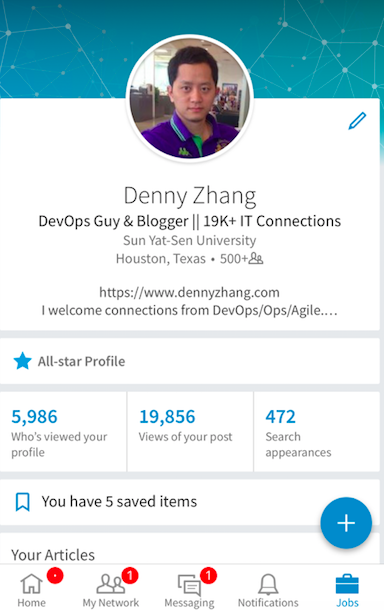 Denny Zhang
DevOps Guy & Blogger || 19K+ IT Connections
Sun Yat-Sen University
Houston, Texas • 500+
https://www.dennyzhang.com
I welcome connections from DevOps/Ops/Agile.…
All-star Profile
5,986
Who's viewed your
profile
19,856
Views of your post
472
Search
appearances
You have 5 saved items
Your Articles
1
1
Home
My Network
Messaging
Notifications
Jobs